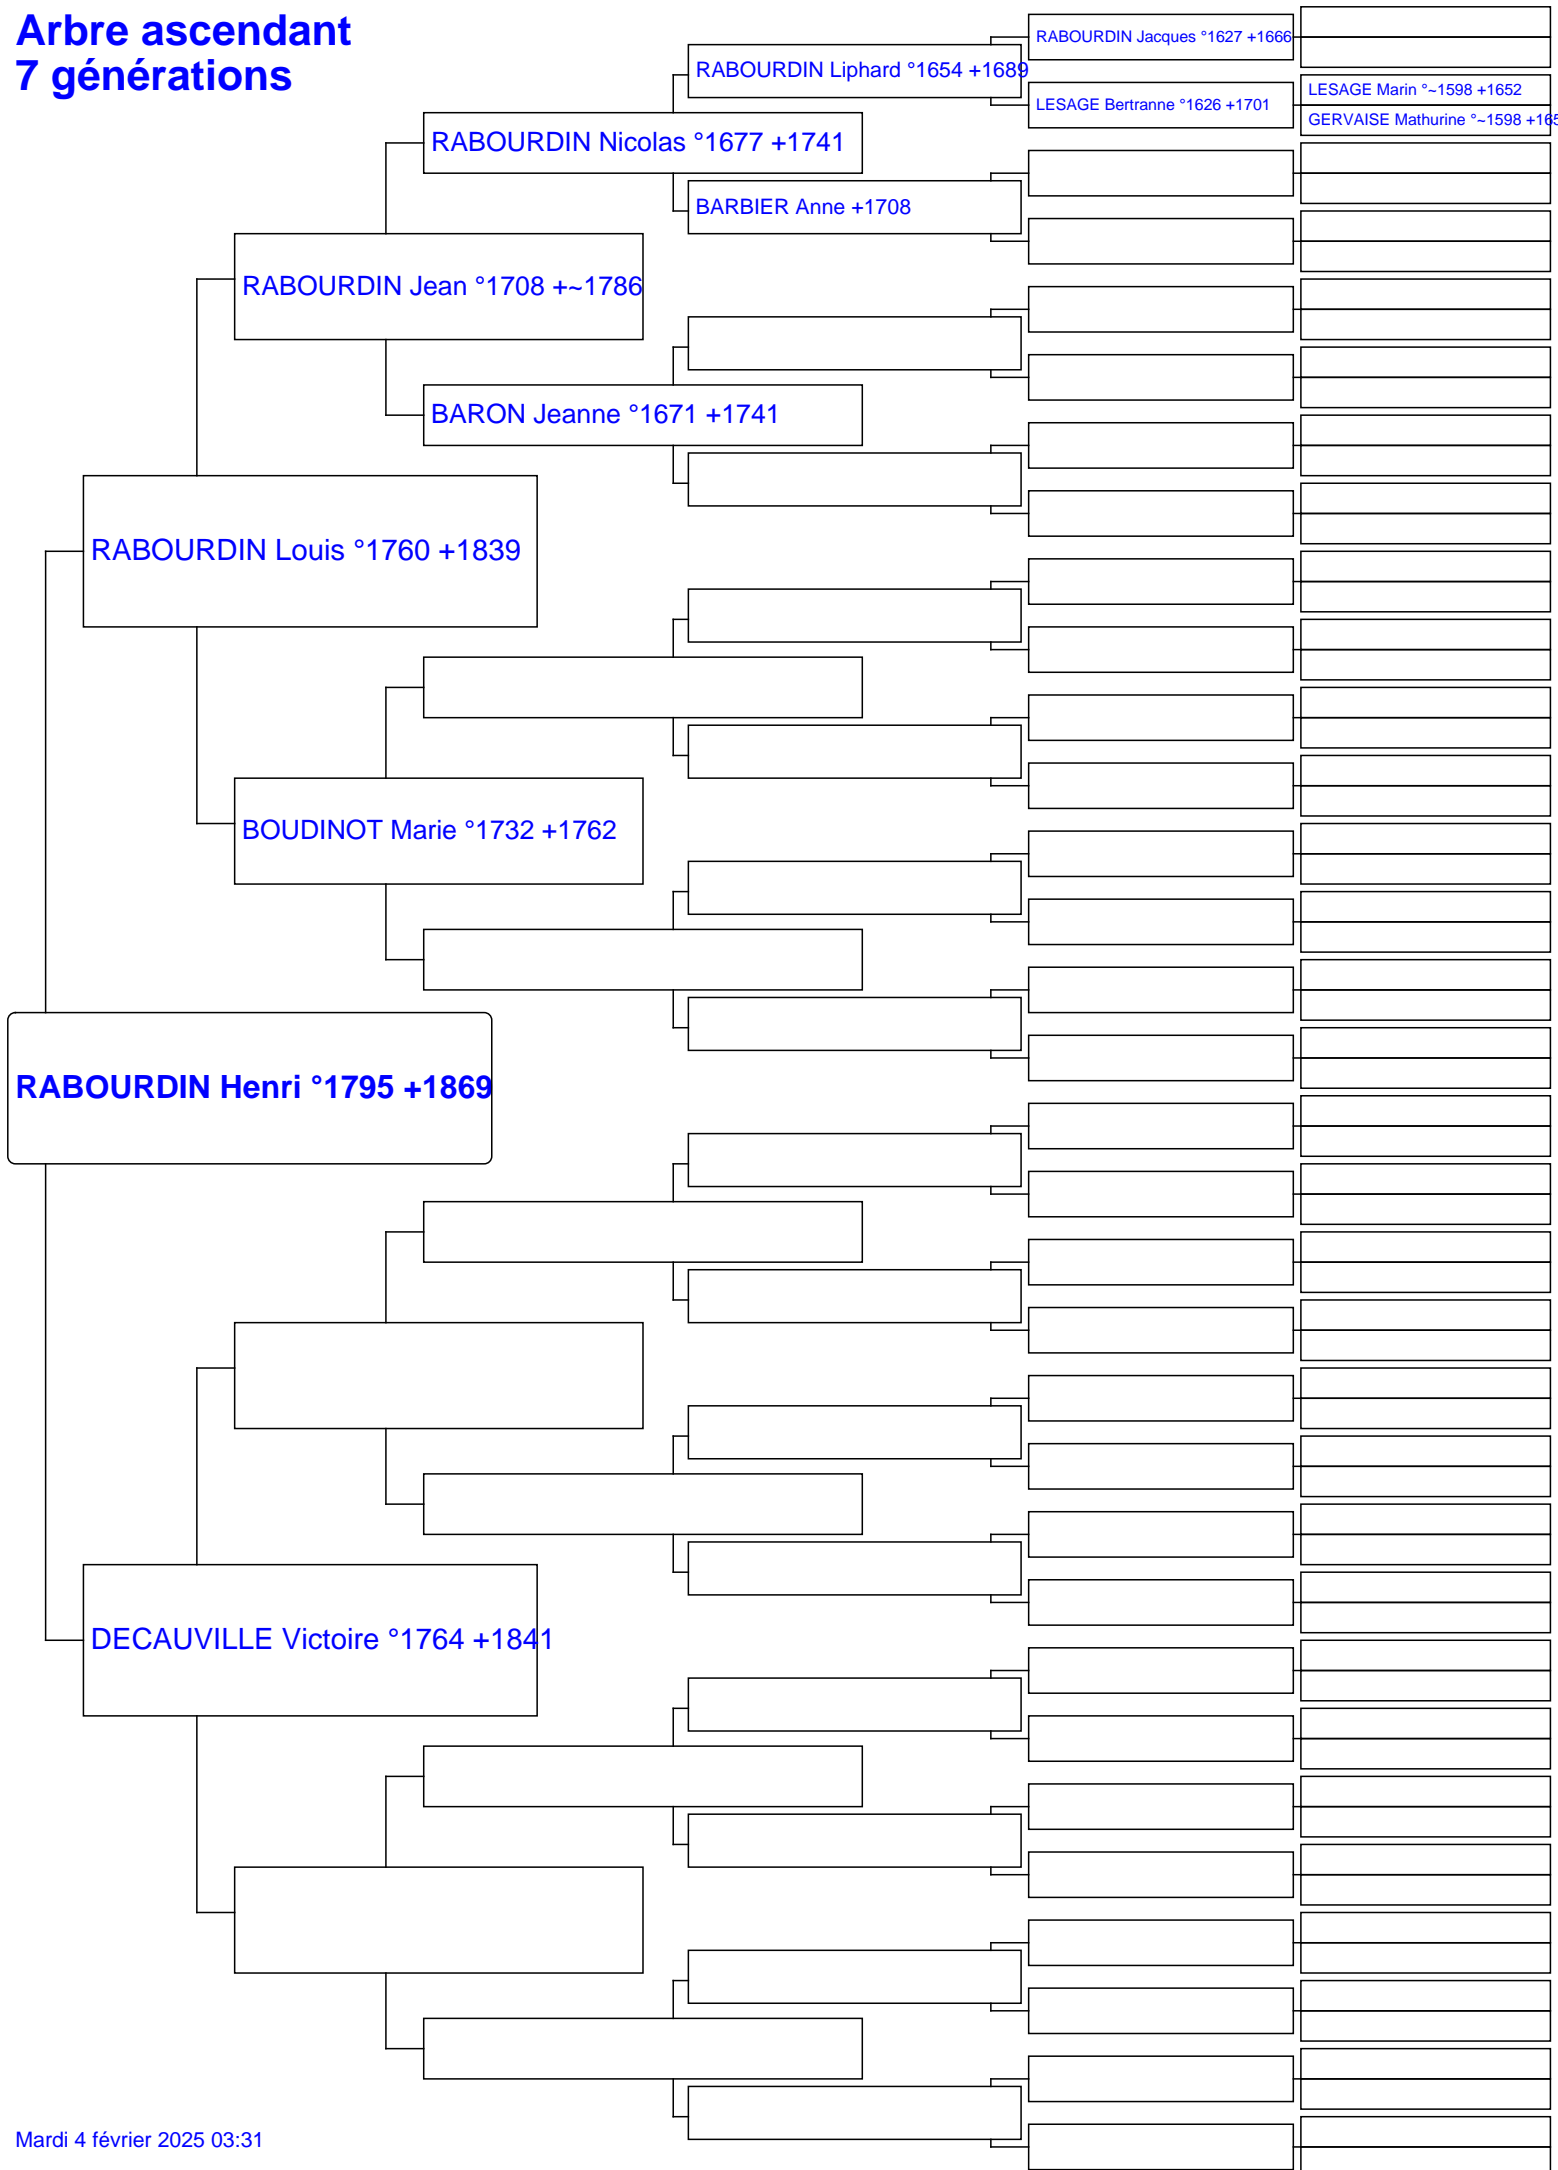 Arbre ascendant
7 générations
RABOURDIN Jacques °1627 +1666
RABOURDIN Liphard °1654 +1689
LESAGE Marin °~1598 +1652
LESAGE Bertranne °1626 +1701
GERVAISE Mathurine °~1598
RABOURDIN Nicolas °1677 +1741
BARBIER Anne +1708
RABOURDIN Jean °1708 +~1786
BARON Jeanne °1671 +1741
RABOURDIN Louis °1760 +1839
BOUDINOT Marie °1732 +1762
RABOURDIN Henri °1795 +1869
DECAUVILLE Victoire °1764 +1841
Mardi 4 février 2025 03:31